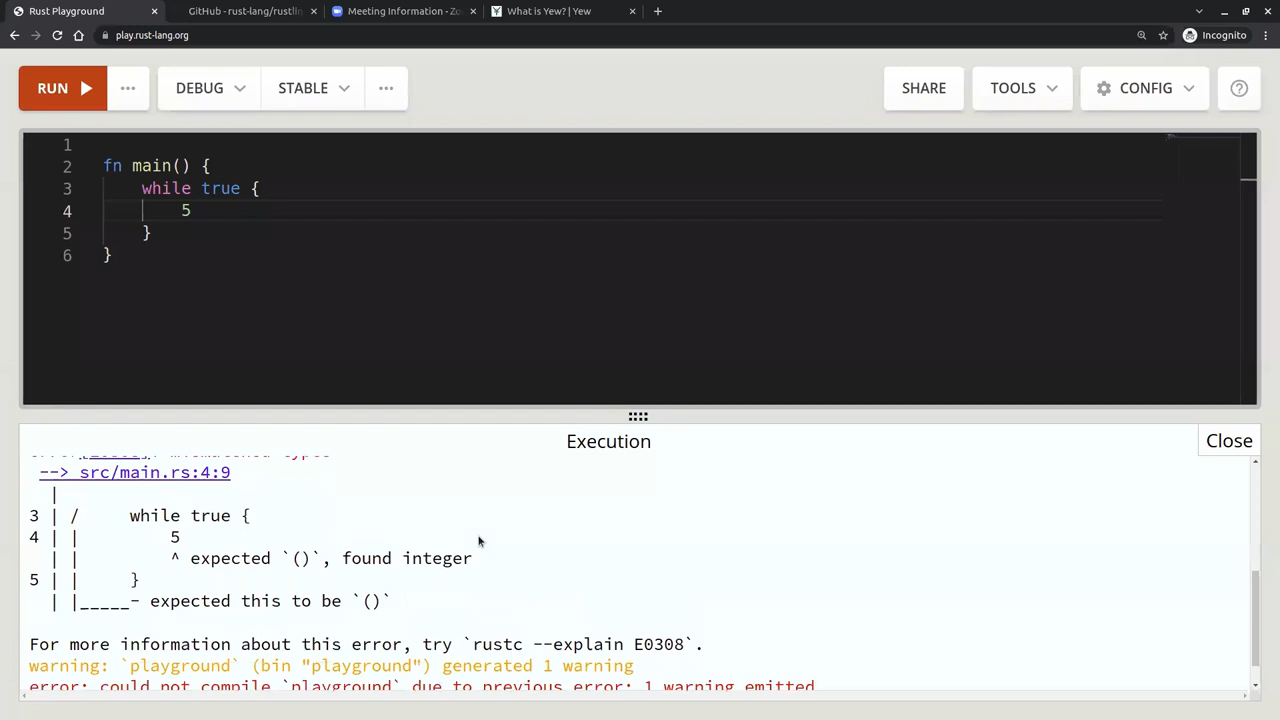 Rust Playground
GitHub - rust-lang/rustlin
Meeting Information - Zo
What is Yew? | Yew
play.rust-lang.org
Incognito
RUN
DEBUG
STABLE
SHARE
TOOLS
CONFIG
1
2 fn main() {
3 while true {
4 5
5 }
6 }
Execution
Close
--> src/main.rs:4:9
|
3 | / while true {
4 | | 5
| | ^ expected `()`, found integer
5 | | }
| |_____- expected this to be `()`
For more information about this error, try `rustc --explain E0308`.
warning: `playground` (bin "playground") generated 1 warning
error: could not compile `playground` due to previous error; 1 warning emitted